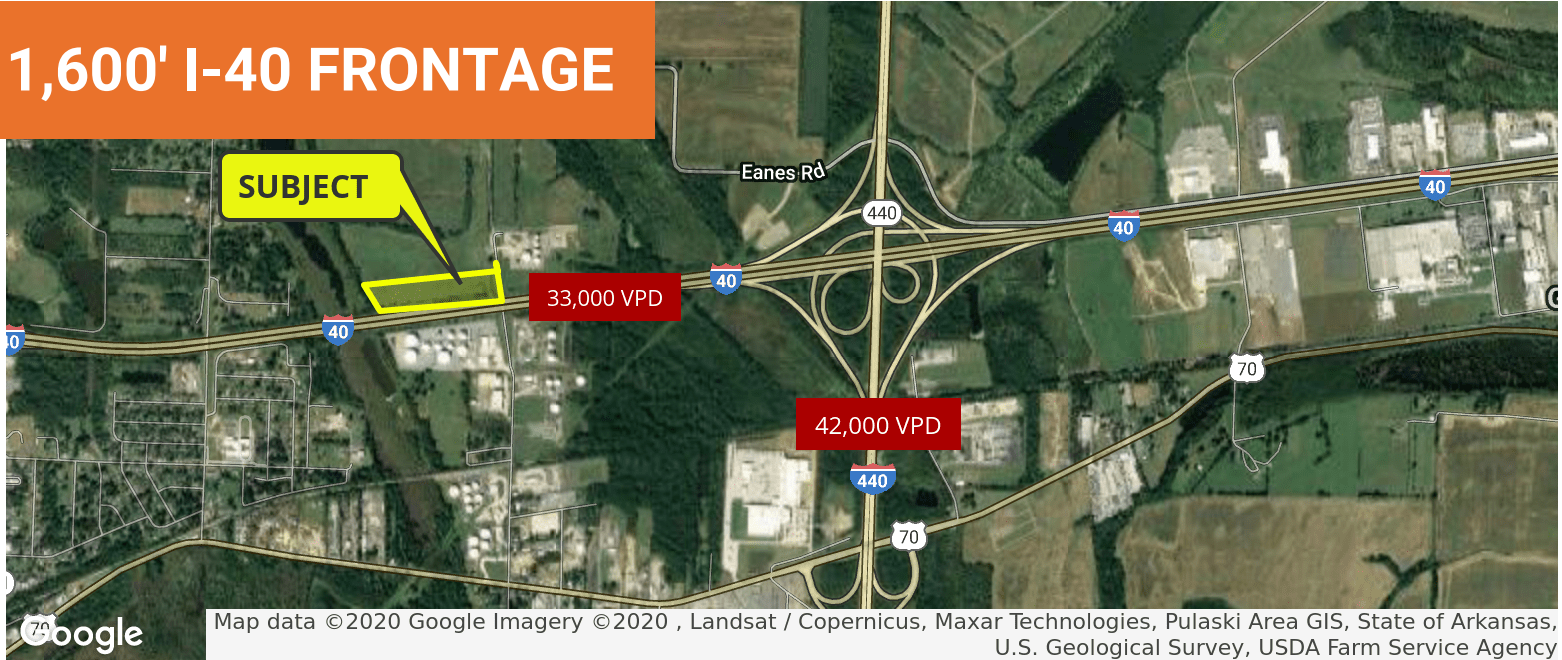 1,600' I-40 FRONTAGE
Eanes Rd
SUBJECT
40
440
40
40
33,000 VPD
40
40
70
42,000 VPD
440
70
70
Google
Map data ©2020 Google Imagery ©2020 , Landsat / Copernicus, Maxar Technologies, Pulaski Area GIS, State of Arkansas,
U.S. Geological Survey, USDA Farm Service Agency